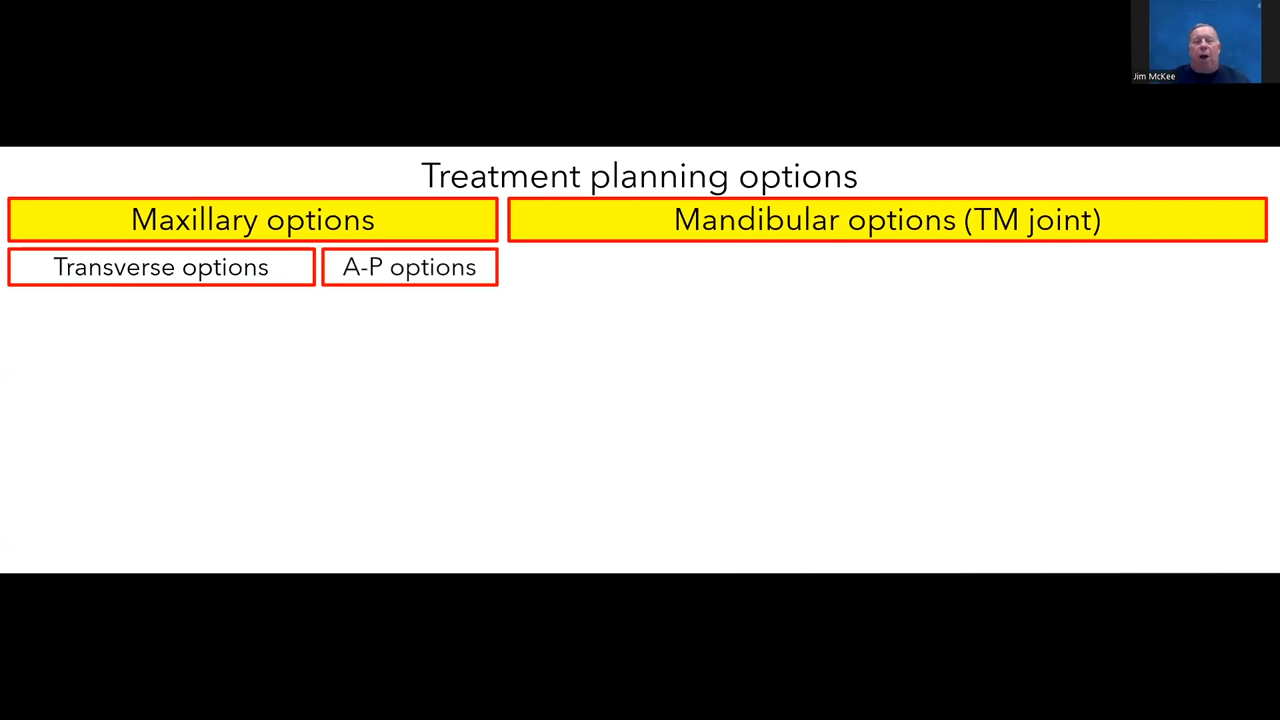 Jim McKee
Treatment planning options
Maxillary options
Mandibular options (TM joint)
Transverse options
A-P options